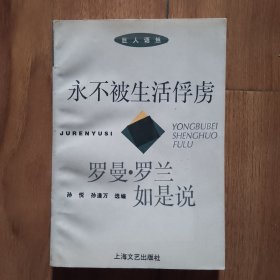 巨人语丝
永不被生活俘虏
JURENYUSI
YONGBUBEI
SHENGHUO
FULU
罗曼·罗兰
如是说
孙悦 孙逢万 选编
上海文艺出版社